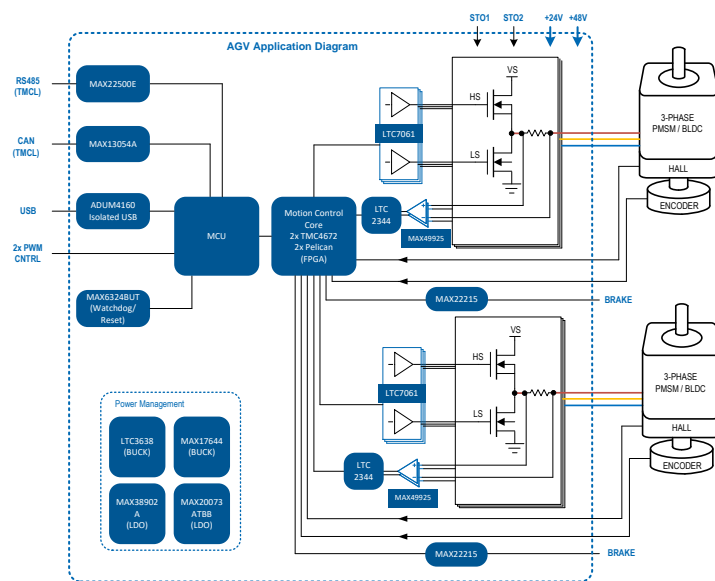 STO1
STO2
+24V
+48V
AGV Application Diagram
RS485
(TMCL)
MAX22500E
CAN
(TMCL)
MAX13054A
USB
ADUM4160
Isolated USB
2x PWM
CNTRL
MAX6324BUT
(Watchdog/
Reset)
MCU
Motion Control
Core
2x TMC4672
2x Pelican
(FPGA)
LTC7061
LTC
2344
MAX49925
VS
HS
LS
3-PHASE
PMSM / BLDC
HALL
ENCODER
MAX22215
BRAKE
LTC7061
LTC
2344
MAX49925
VS
HS
LS
3-PHASE
PMSM / BLDC
HALL
ENCODER
MAX22215
BRAKE
Power Management
LTC3638
(BUCK)
MAX17644
(BUCK)
MAX38902
A
(LDO)
MAX20073
ATBB
(LDO)